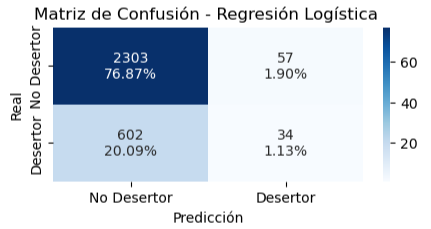 Matriz de Confusión - Regresión Logística
Real
No Desertor
Desertor
2303
76.87%
57
1.90%
602
20.09%
34
1.13%
60
40
20
No Desertor
Desertor
Predicción